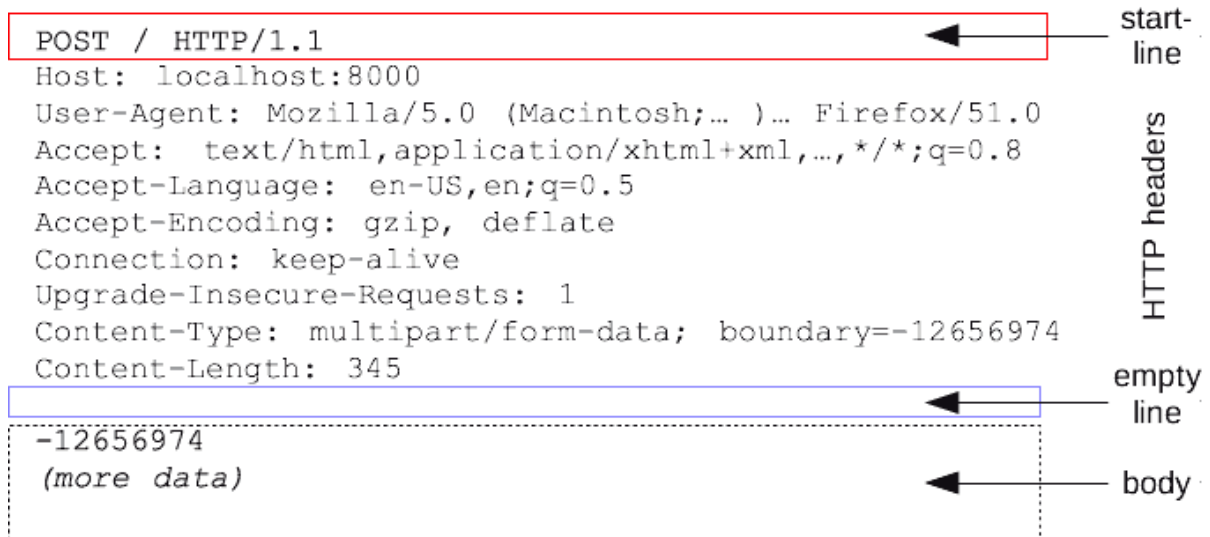 POST / HTTP/1.1
start-
line
Host: localhost:8000
User-Agent: Mozilla/5.0 (Macintosh;… )… Firefox/51.0
Accept: text/html,application/xhtml+xml,…,*/*;q=0.8
Accept-Language: en-US,en;q=0.5
Accept-Encoding: gzip, deflate
Connection: keep-alive
Upgrade-Insecure-Requests: 1
Content-Type: multipart/form-data; boundary=-12656974
Content-Length: 345
HTTP headers
empty
line
-12656974
(more data)
body